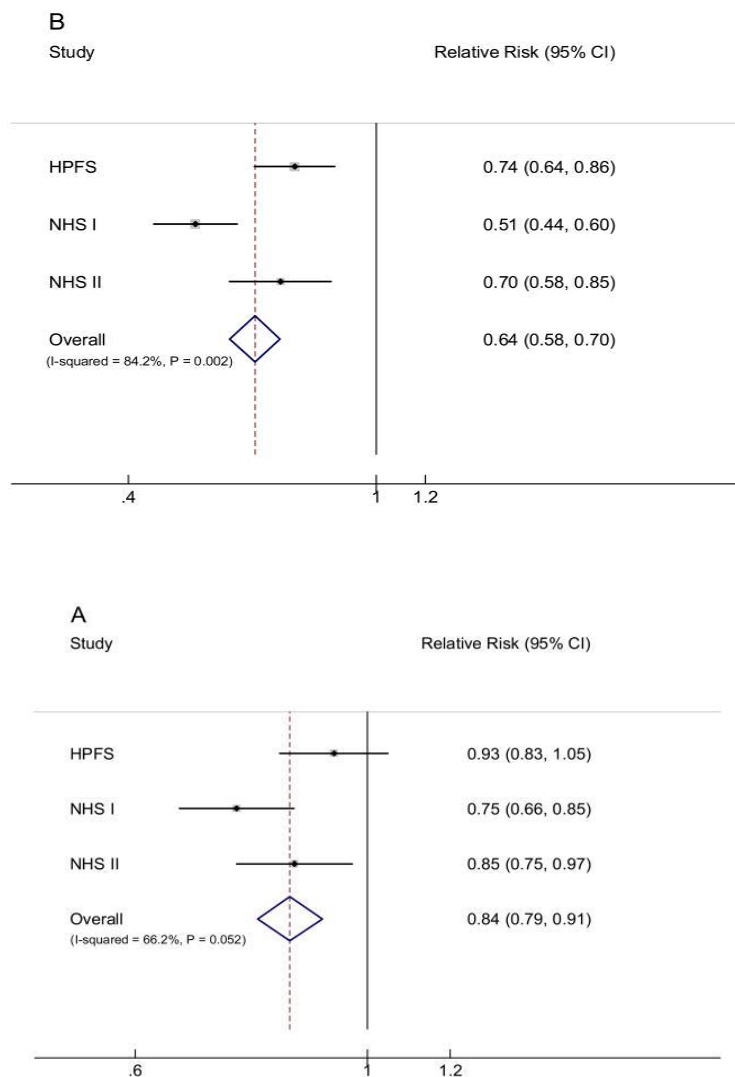 B
Study Relative Risk (95% CI)
HPFS 0.74 (0.64, 0.86)
NHS I 0.51 (0.44, 0.60)
NHS II 0.70 (0.58, 0.85)
Overall 0.64 (0.58, 0.70)
(I-squared = 84.2%, P = 0.002)
.4 1 1.2
A
Study Relative Risk (95% CI)
HPFS 0.93 (0.83, 1.05)
NHS I 0.75 (0.66, 0.85)
NHS II 0.85 (0.75, 0.97)
Overall 0.84 (0.79, 0.91)
(I-squared = 66.2%, P = 0.052)
.6 1 1.2